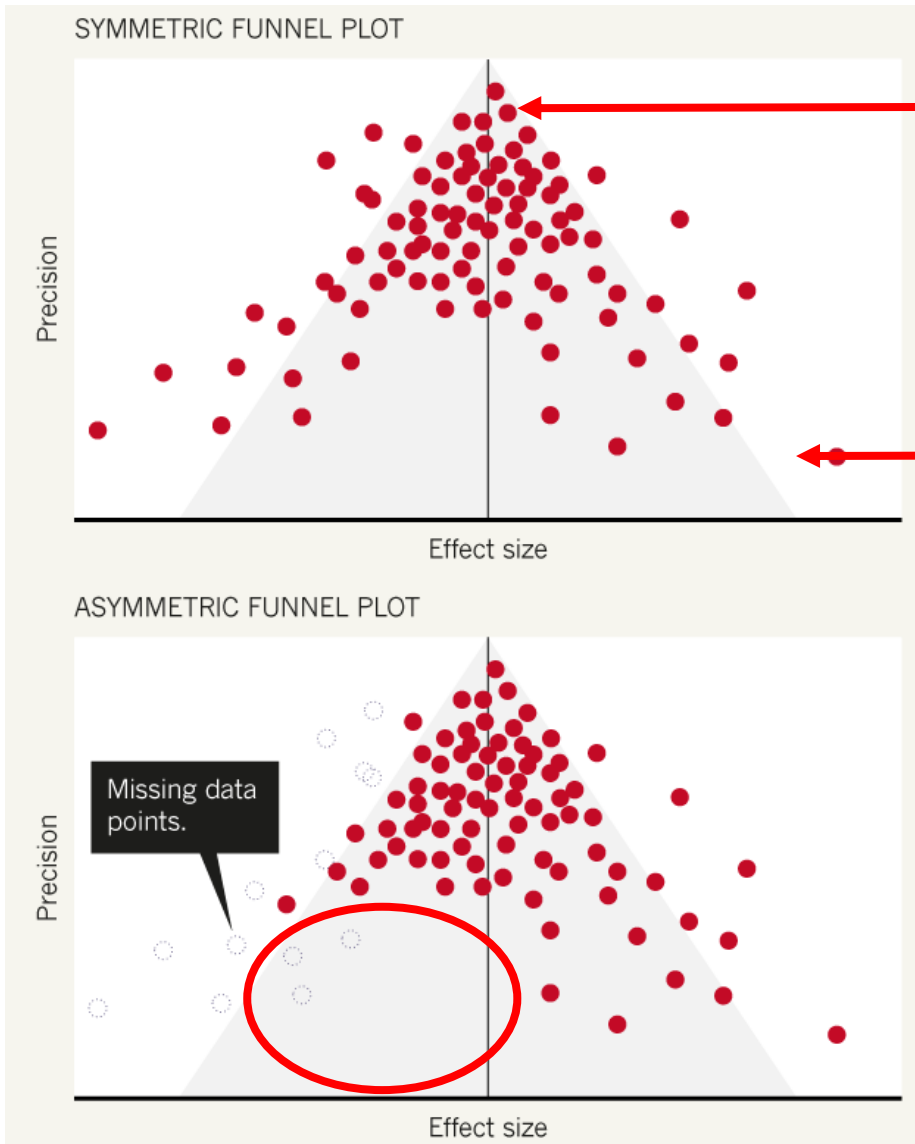 SYMMETRIC FUNNEL PLOT
Precision
Effect size
ASYMMETRIC FUNNEL PLOT
Missing data
points.
Precision
Effect size